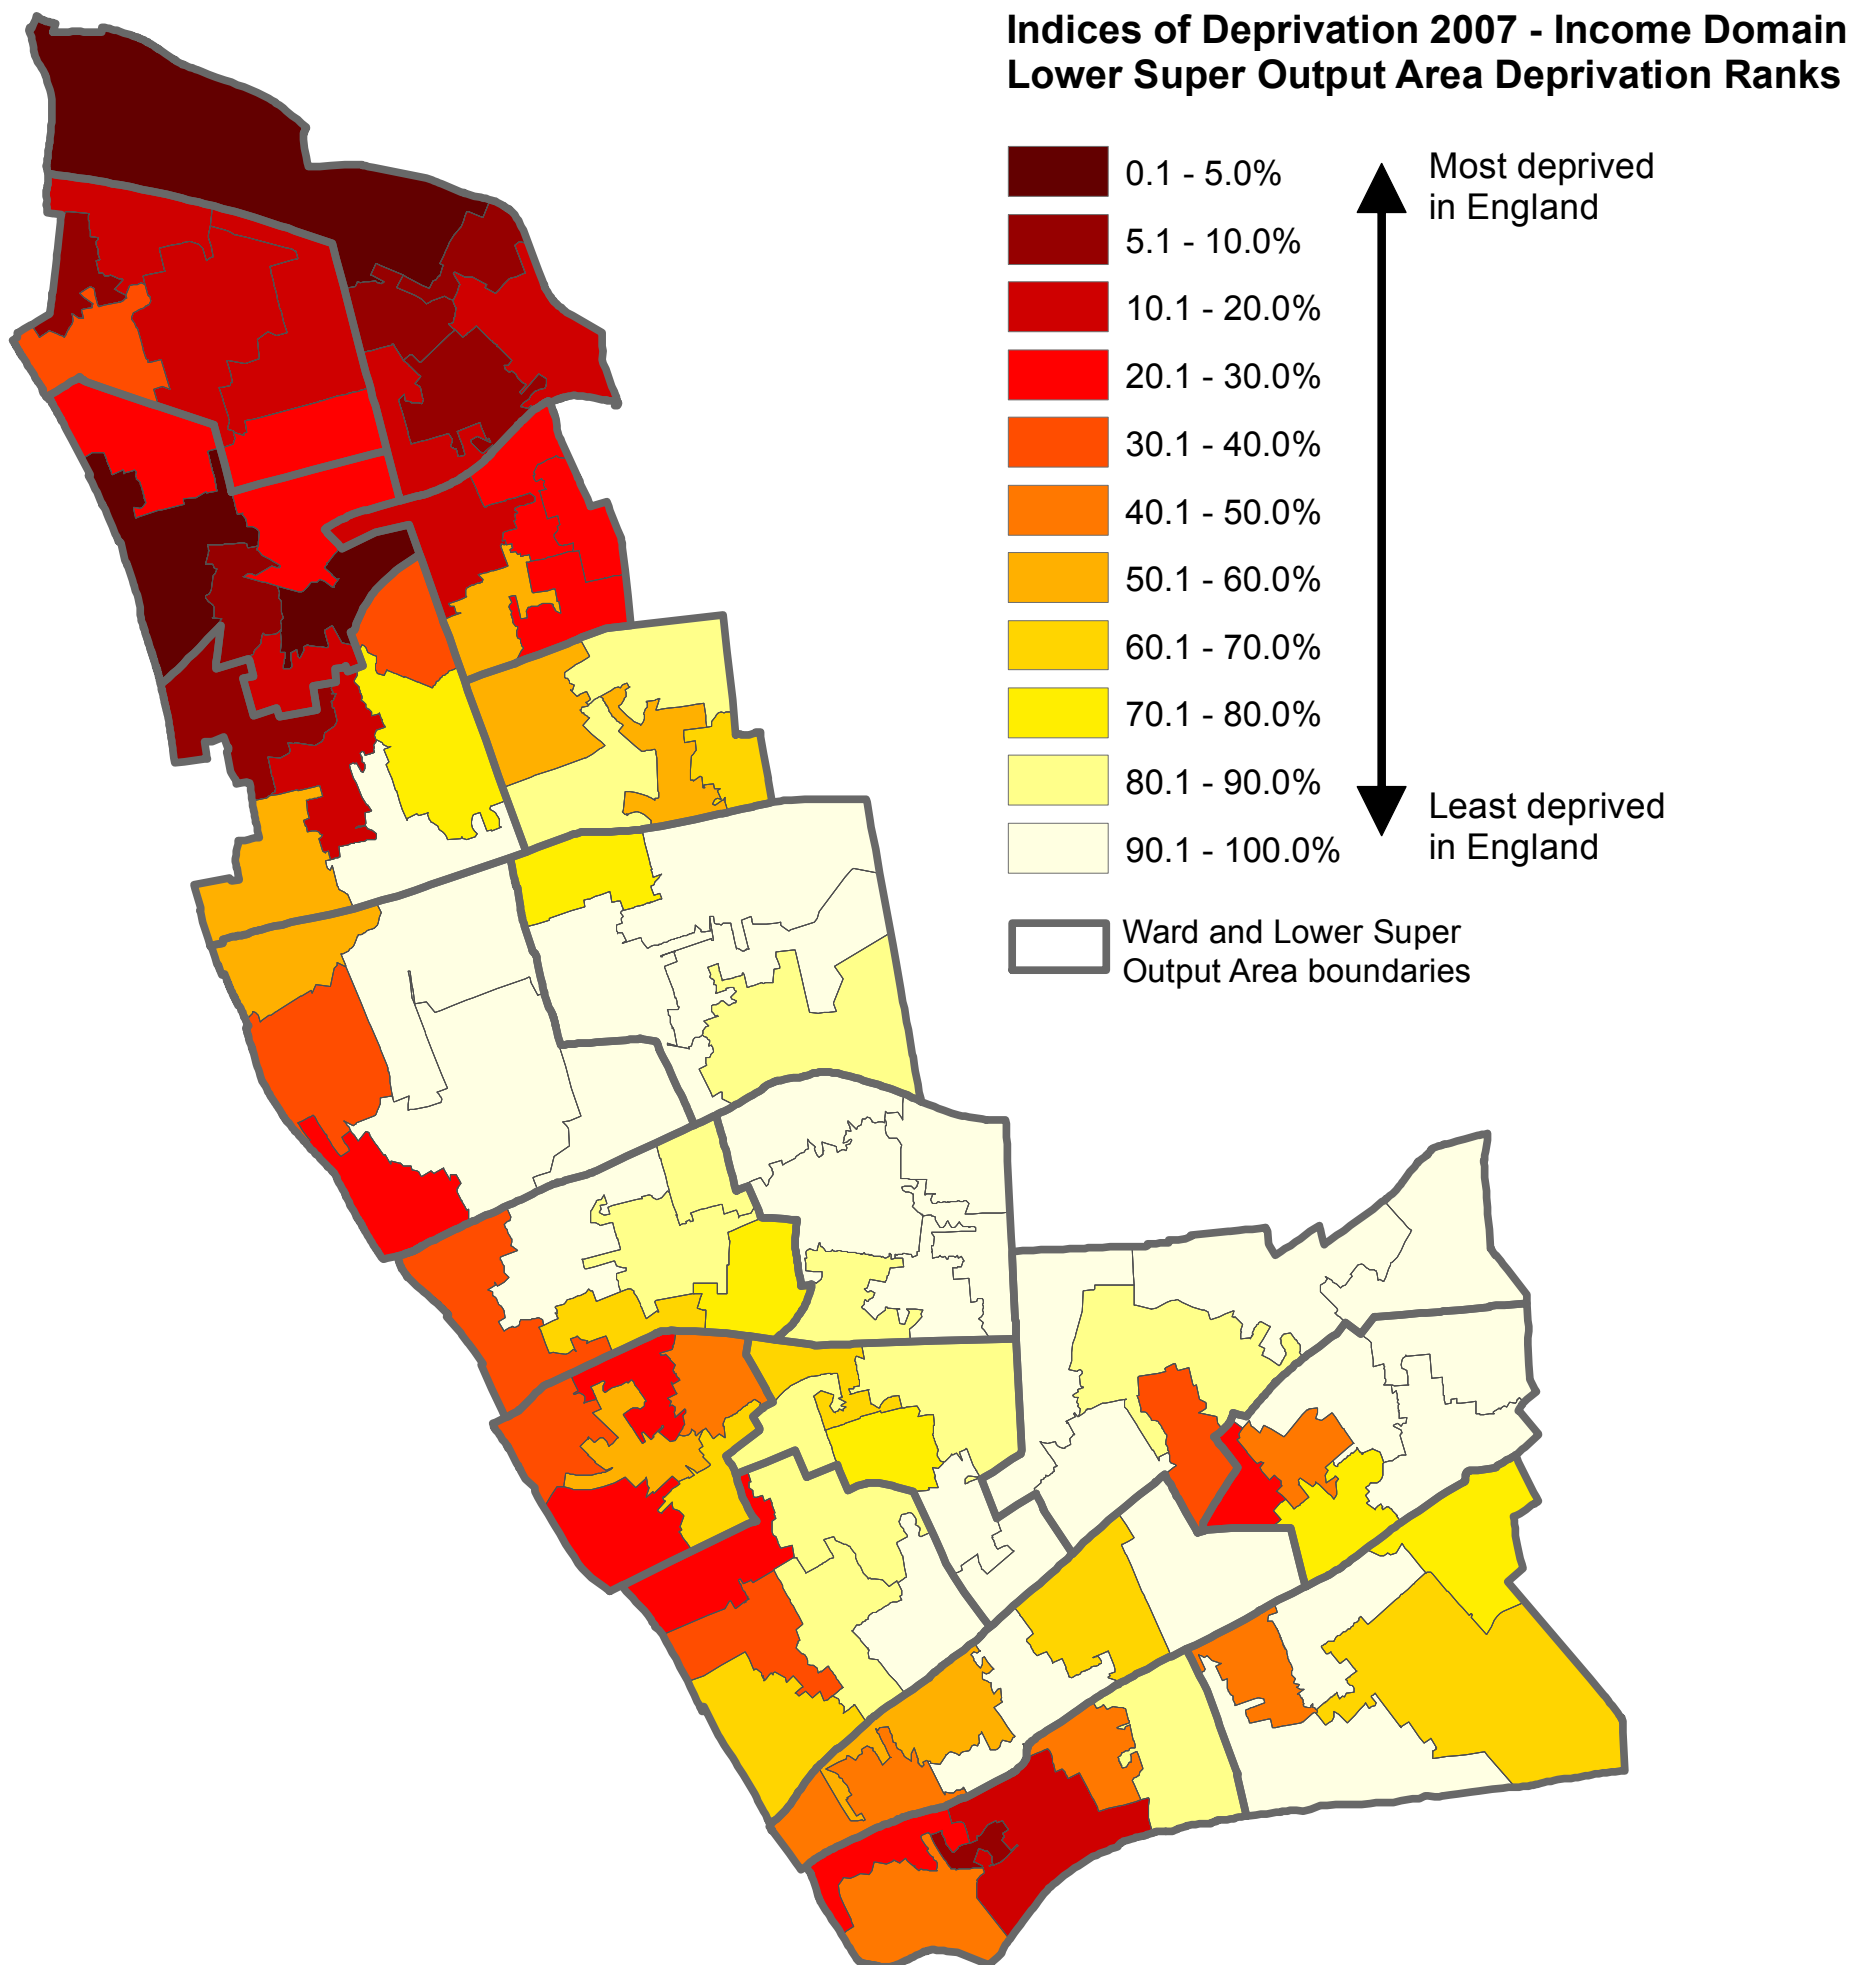 Indices of Deprivation 2007 - Income Domain
Lower Super Output Area Deprivation Ranks
0.1 - 5.0%
5.1 - 10.0%
10.1 - 20.0%
20.1 - 30.0%
30.1 - 40.0%
40.1 - 50.0%
50.1 - 60.0%
60.1 - 70.0%
70.1 - 80.0%
80.1 - 90.0%
90.1 - 100.0%
Most deprived
in England
Least deprived
in England
Ward and Lower Super
Output Area boundaries